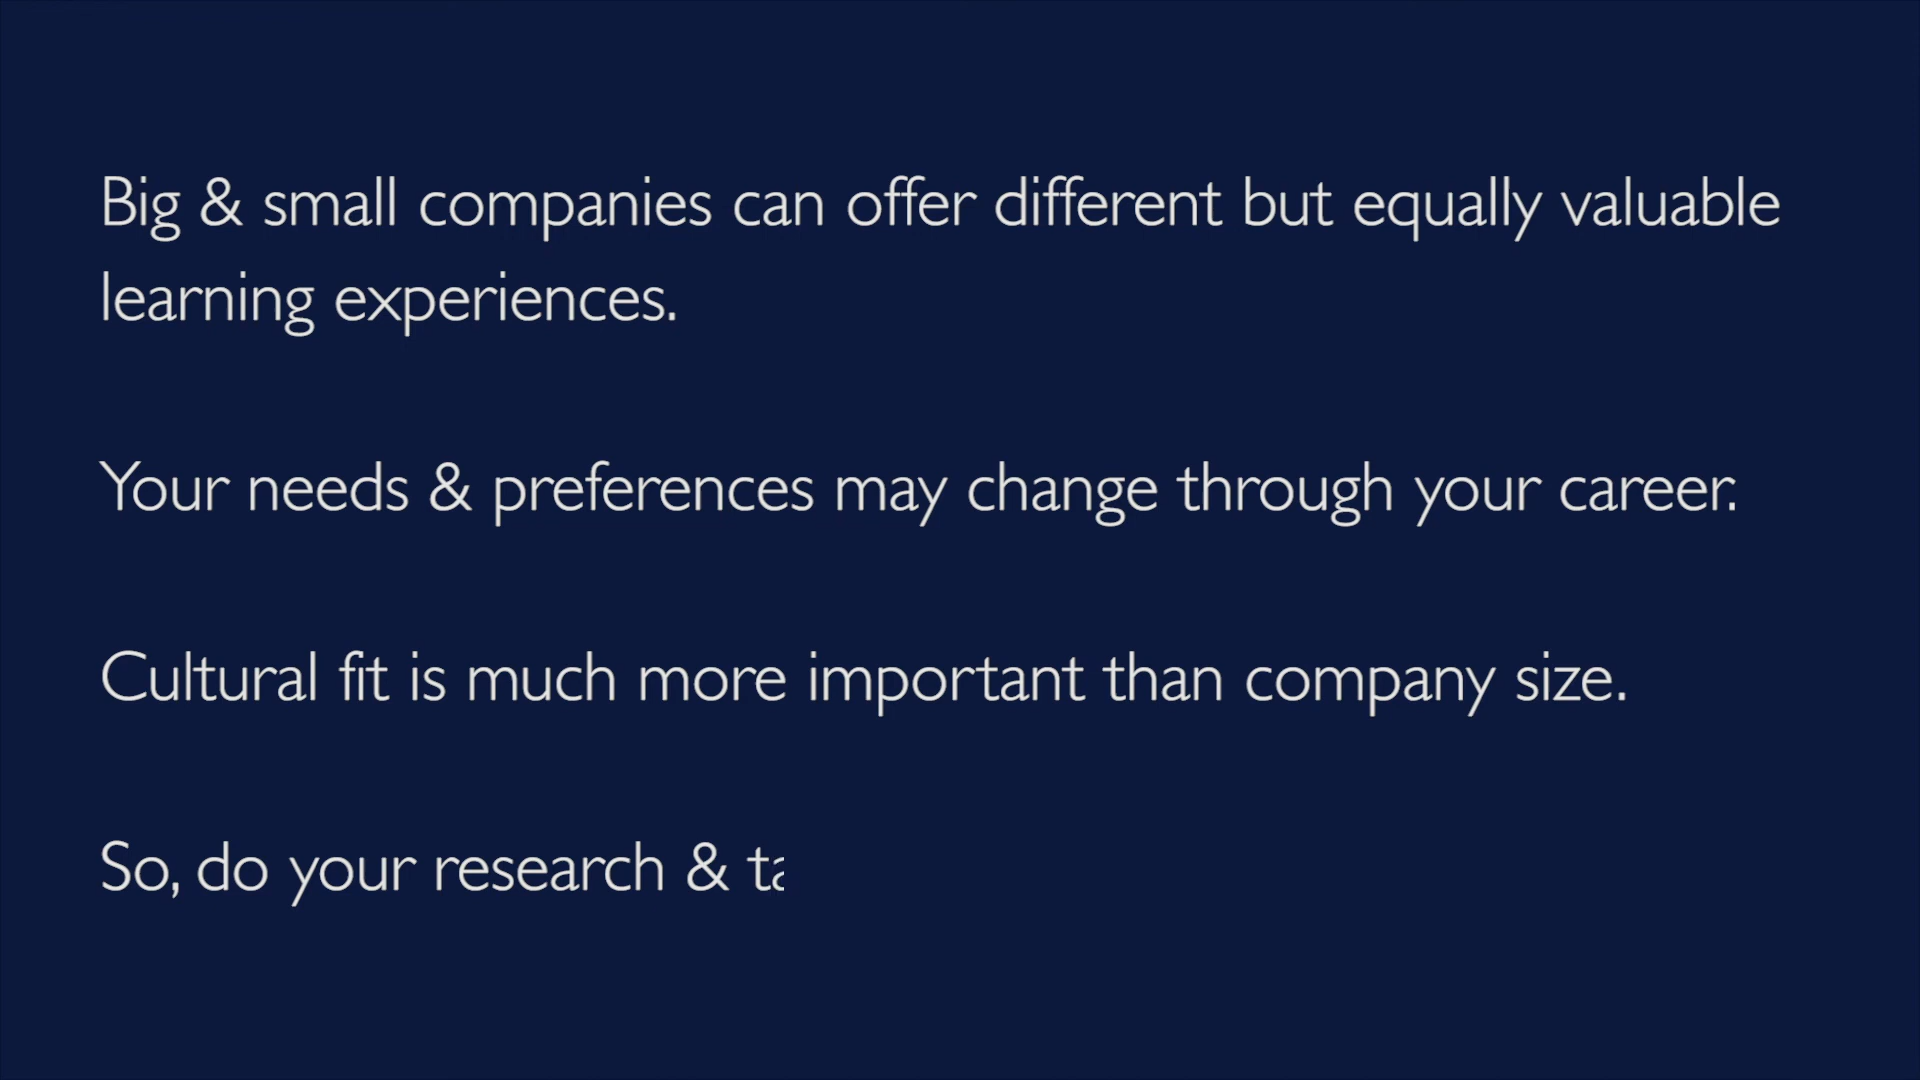 Big & small companies can offer different but equally valuable
learning experiences.
Your needs & preferences may change through your career.
Cultural fit is much more important than company size.
So, do your research &